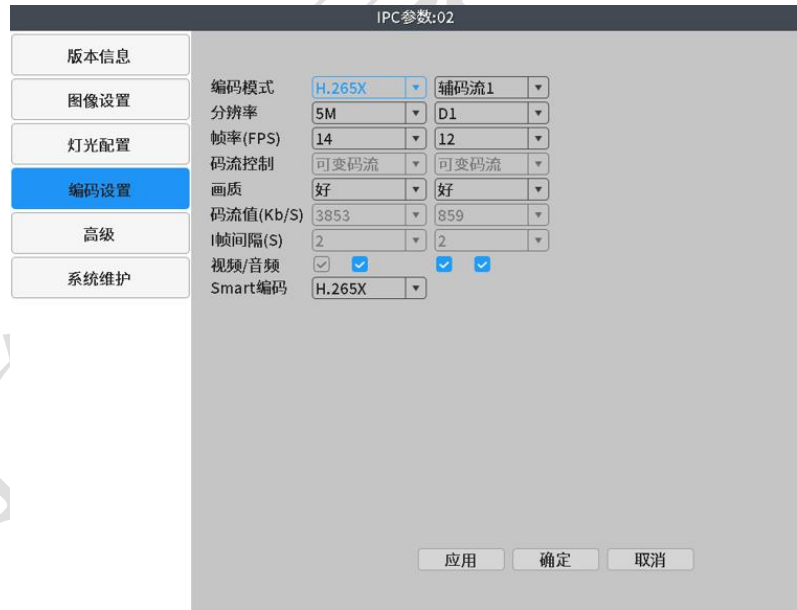 IPC参数:02
版本信息
图像设置
灯光配置
编码设置
高级
系统维护
编码模式 H.265X 辅码流1
分辨率 5M D1
帧率(FPS) 14 12
码流控制 可变码流 可变码流
画质 好 好
码流值(Kb/S) 3853 859
I帧间隔(S) 2 2
视频/音频
Smart编码 H.265X
应用 确定 取消